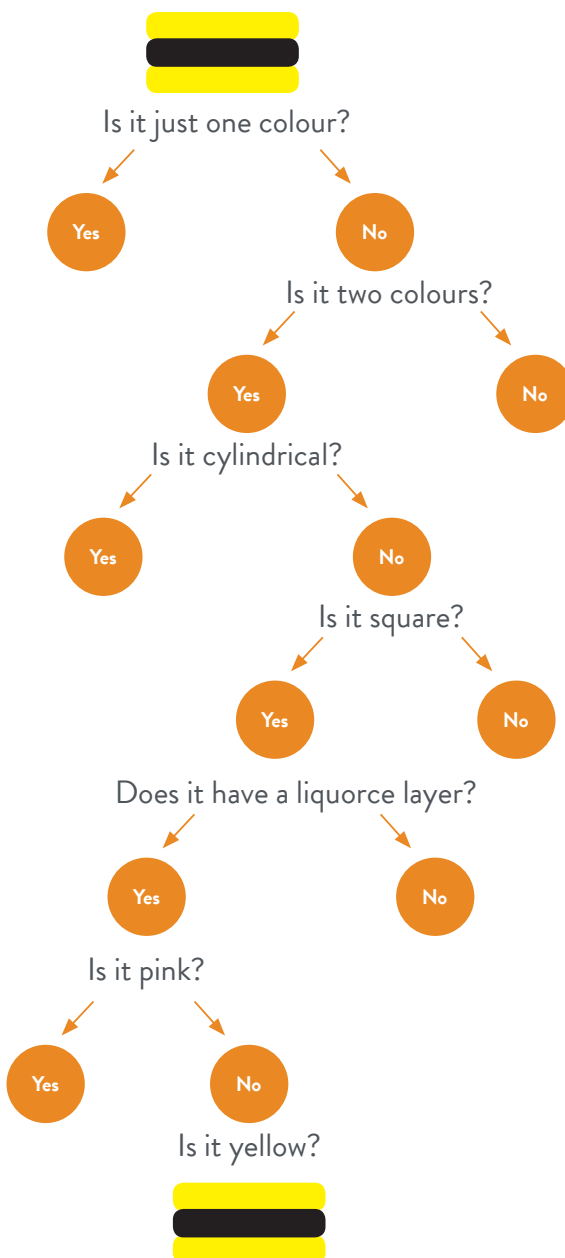 Is it just one colour?
Yes
No
Is it two colours?
Yes
No
Is it cylindrical?
Yes
No
Is it square?
Yes
No
Does it have a liquorce layer?
Yes
No
Is it pink?
Yes
No
Is it yellow?